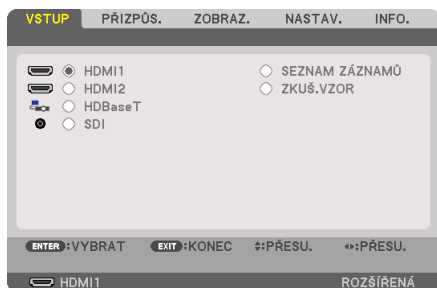 VSTUP PŘIZPŮS. ZOBRAZ. NASTAV. INFO.
HDMI1 SEZNAM ZÁZNAMŮ
HDMI2 ZKUŠ.VZOR
HDBaseT
SDI
ENTER:VYBRAT EXIT:KONEC :PŘESU. :PŘESU.
HDMI1 ROZŠÍŘENÁ